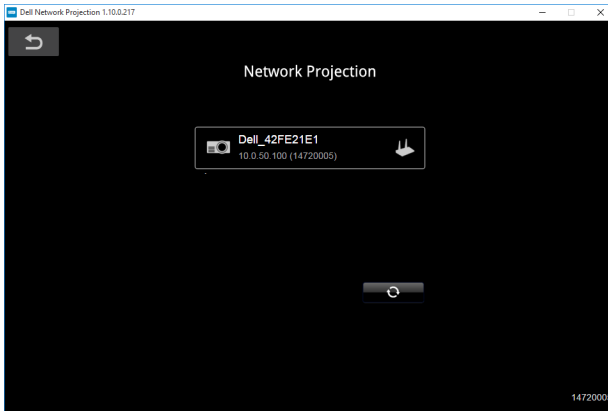 Dell Network Projection 1.10.0.217
Network Projection
Dell_42FE21E1
10.0.50.100 (14720005)
1472000